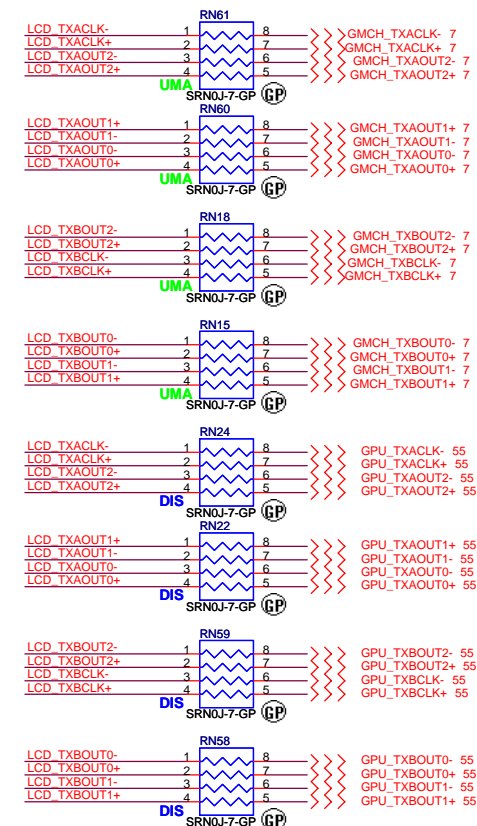 RN61
LCD_TXACLK- 1 8 GMCH_TXACLK- 7
LCD_TXACLK+ 2 7 GMCH_TXACLK+ 7
LCD_TXAOUT2- 3 6 GMCH_TXAOUT2- 7
LCD_TXAOUT2+ 4 5 GMCH_TXAOUT2+ 7
UMA
SRN0J-7-GP GP
RN60
LCD_TXAOUT1+ 1 8 GMCH_TXAOUT1+ 7
LCD_TXAOUT1- 2 7 GMCH_TXAOUT1- 7
LCD_TXAOUT0- 3 6 GMCH_TXAOUT0- 7
LCD_TXAOUT0+ 4 5 GMCH_TXAOUT0+ 7
UMA
SRN0J-7-GP GP
RN18
LCD_TXBOUT2- 1 8 GMCH_TXBOUT2- 7
LCD_TXBOUT2+ 2 7 GMCH_TXBOUT2+ 7
LCD_TXBCLK- 3 6 GMCH_TXBCLK- 7
LCD_TXBCLK+ 4 5 GMCH_TXBCLK+ 7
UMA
SRN0J-7-GP GP
RN15
LCD_TXBOUT0- 1 8 GMCH_TXBOUT0- 7
LCD_TXBOUT0+ 2 7 GMCH_TXBOUT0+ 7
LCD_TXBOUT1- 3 6 GMCH_TXBOUT1- 7
LCD_TXBOUT1+ 4 5 GMCH_TXBOUT1+ 7
UMA
SRN0J-7-GP GP
RN24
LCD_TXACLK- 1 8 GPU_TXACLK- 55
LCD_TXACLK+ 2 7 GPU_TXACLK+ 55
LCD_TXAOUT2- 3 6 GPU_TXAOUT2- 55
LCD_TXAOUT2+ 4 5 GPU_TXAOUT2+ 55
DIS
SRN0J-7-GP GP
RN22
LCD_TXAOUT1+ 1 8 GPU_TXAOUT1+ 55
LCD_TXAOUT1- 2 7 GPU_TXAOUT1- 55
LCD_TXAOUT0- 3 6 GPU_TXAOUT0- 55
LCD_TXAOUT0+ 4 5 GPU_TXAOUT0+ 55
DIS
SRN0J-7-GP GP
RN59
LCD_TXBOUT2- 1 8 GPU_TXBOUT2- 55
LCD_TXBOUT2+ 2 7 GPU_TXBOUT2+ 55
LCD_TXBCLK- 3 6 GPU_TXBCLK- 55
LCD_TXBCLK+ 4 5 GPU_TXBCLK+ 55
DIS
SRN0J-7-GP GP
RN58
LCD_TXBOUT0- 1 8 GPU_TXBOUT0- 55
LCD_TXBOUT0+ 2 7 GPU_TXBOUT0+ 55
LCD_TXBOUT1- 3 6 GPU_TXBOUT1- 55
LCD_TXBOUT1+ 4 5 GPU_TXBOUT1+ 55
DIS
SRN0J-7-GP GP